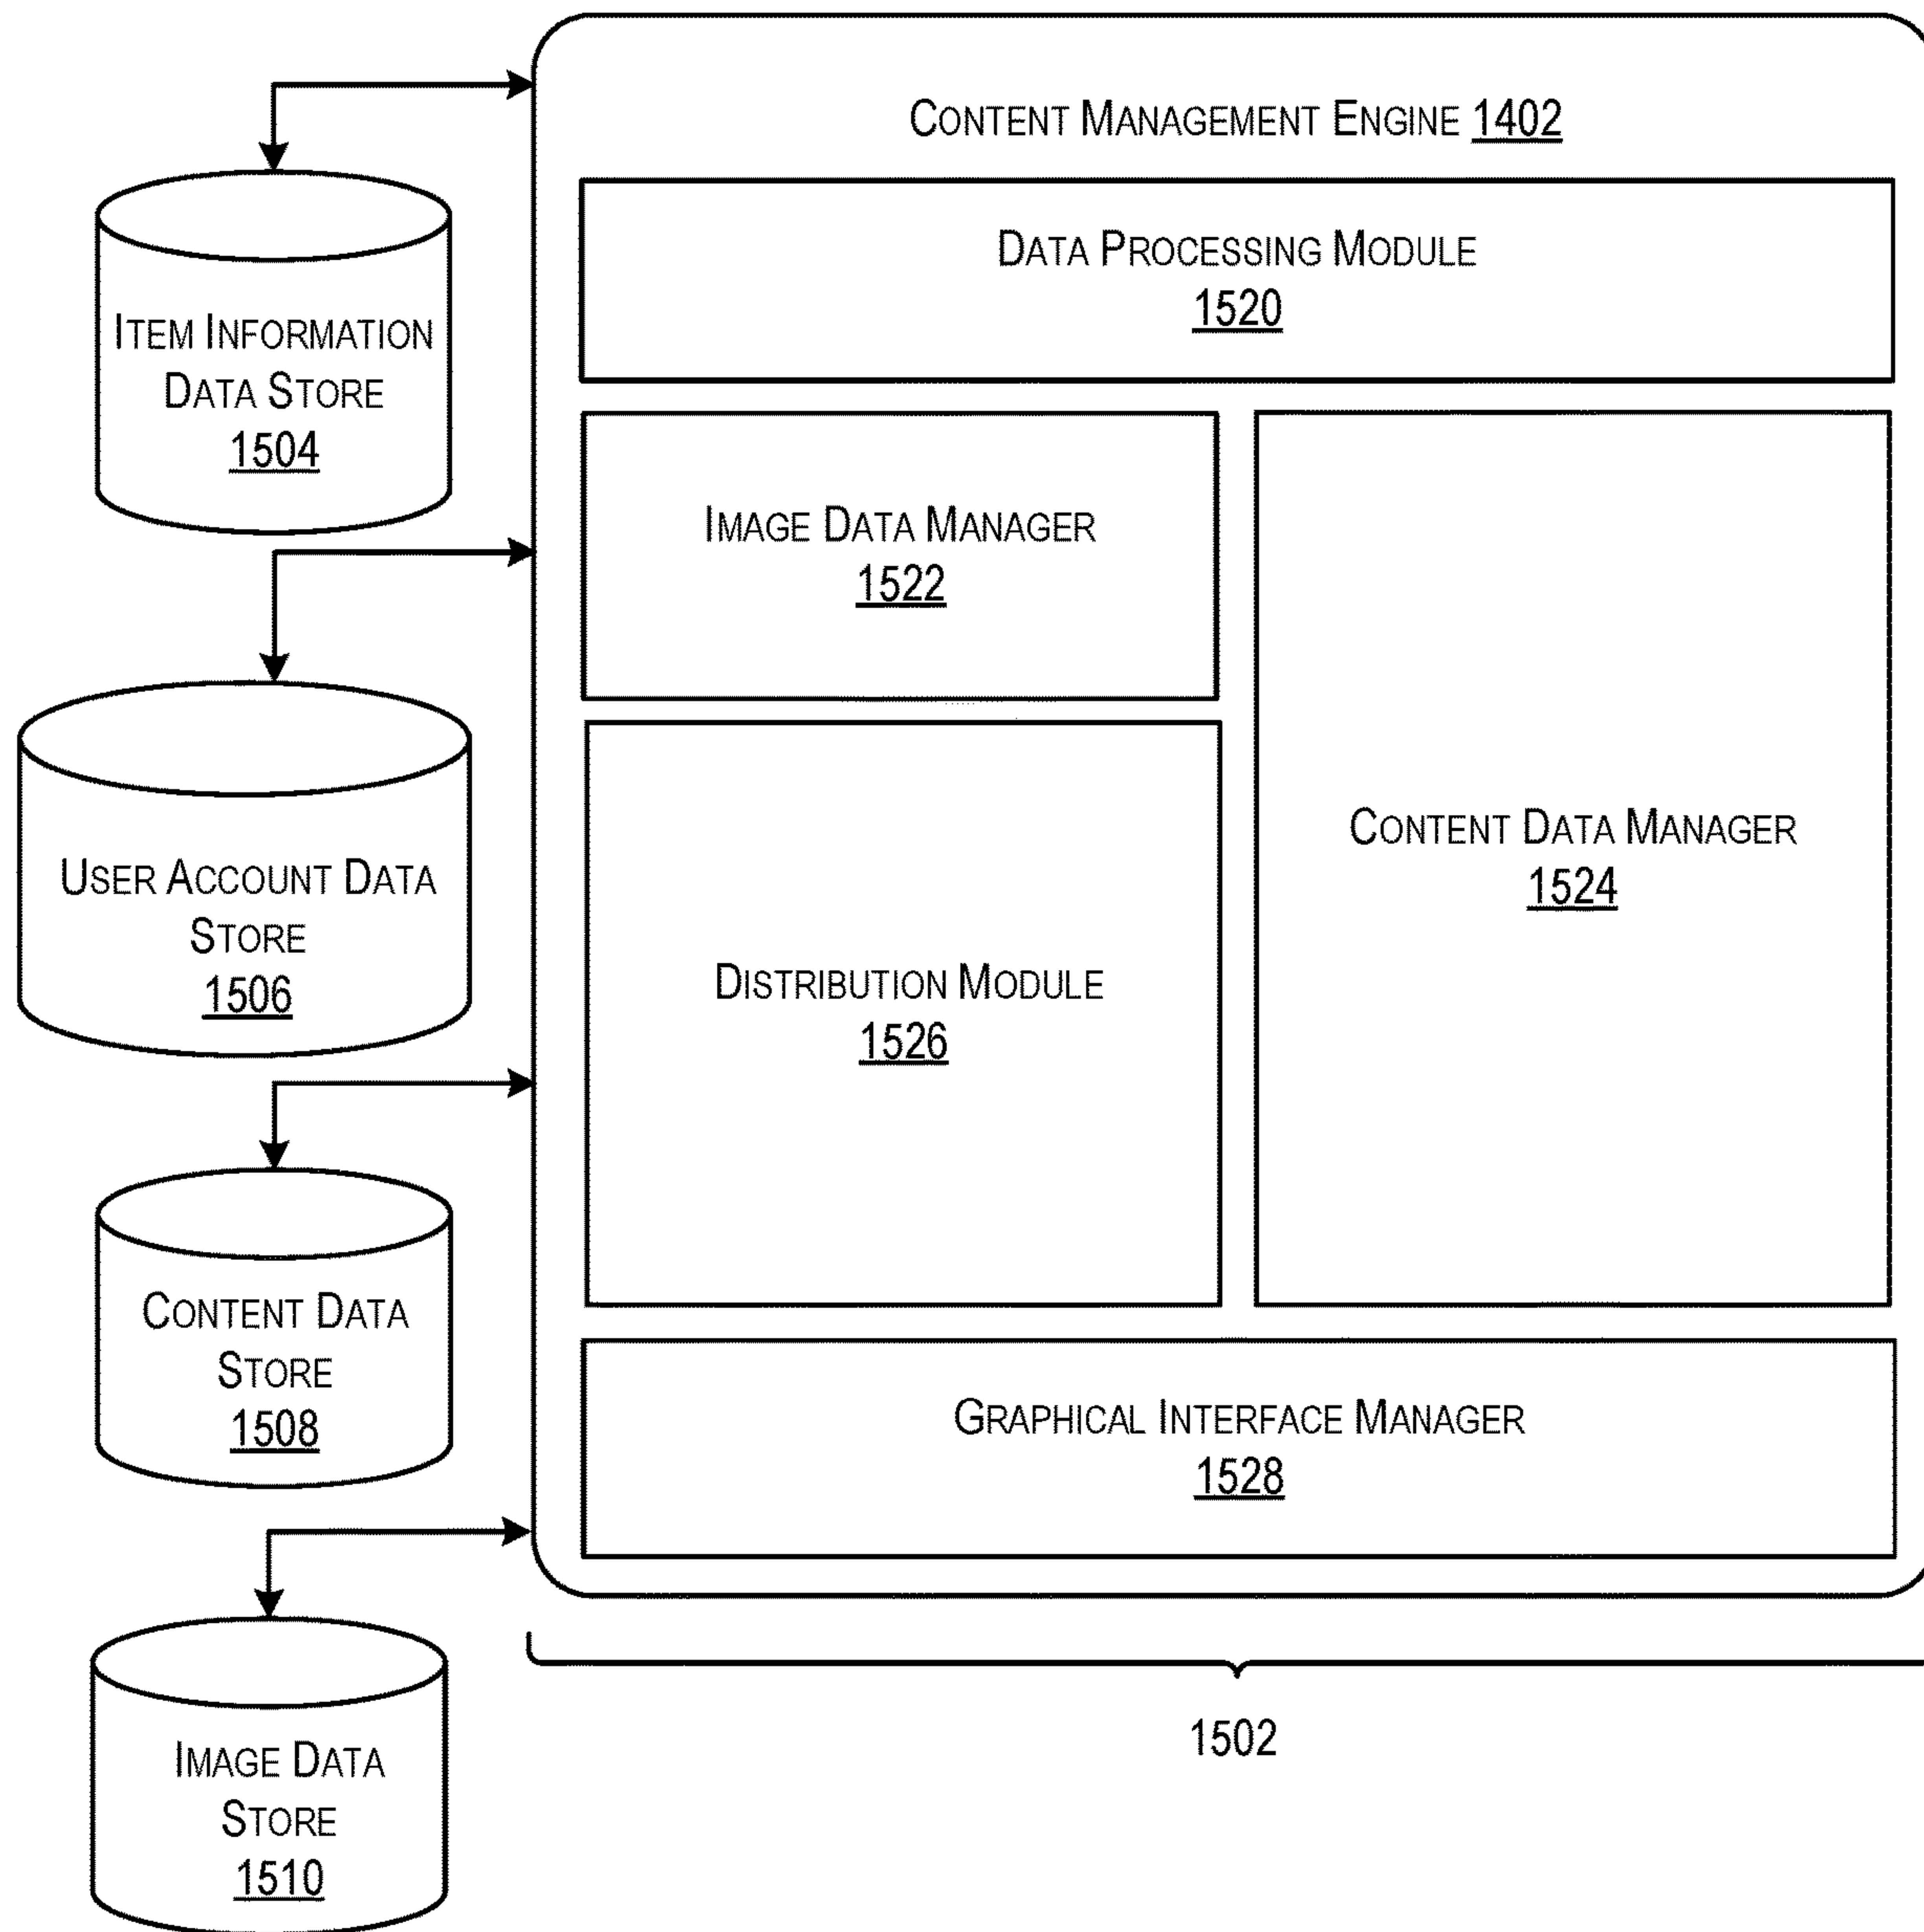 CONTENT MANAGEMENT ENGINE 1402
DATA PROCESSING MODULE
1520
ITEM INFORMATION
DATA STORE
1504
IMAGE DATA MANAGER
1522
CONTENT DATA MANAGER
1524
USER ACCOUNT DATA
STORE
1506
DISTRIBUTION MODULE
1526
CONTENT DATA
STORE
1508
GRAPHICAL INTERFACE MANAGER
1528
1502
IMAGE DATA
STORE
1510